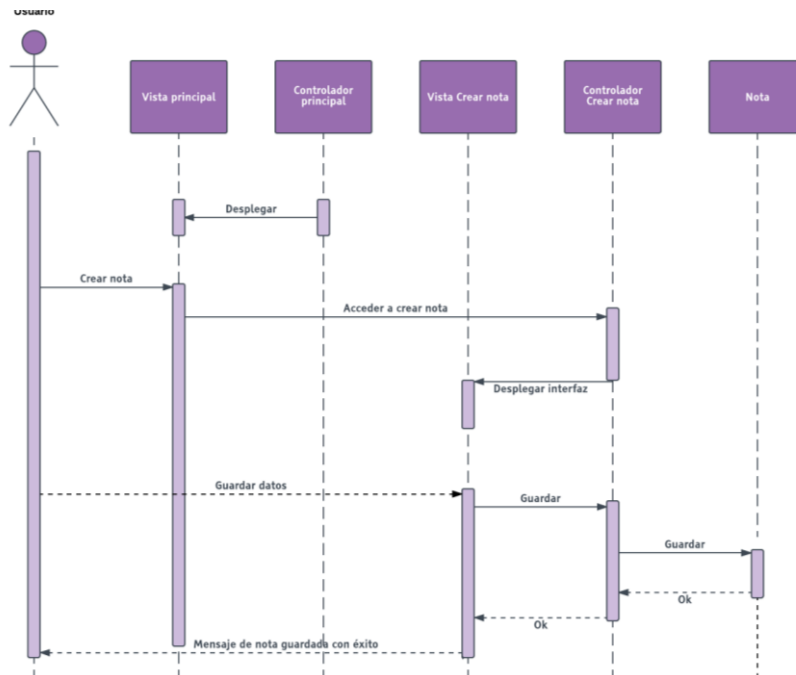 Usuario
Vista principal
Controlador
principal
Vista Crear nota
Controlador
Crear nota
Nota
Desplegar
Crear nota
Acceder a crear nota
Desplegar interfaz
Guardar datos
Guardar
Guardar
Ok
Ok
Mensaje de nota guardada con éxito